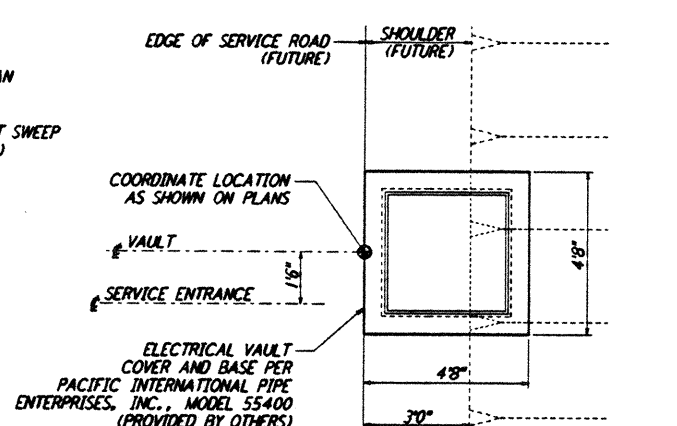 EDGE OF SERVICE ROAD
(FUTURE)
SHOULDER
(FUTURE)
AN
T SWEEP
)
COORDINATE LOCATION
AS SHOWN ON PLANS
℄ VAULT
1'6"
℄ SERVICE ENTRANCE
4'8"
ELECTRICAL VAULT
COVER AND BASE PER
PACIFIC INTERNATIONAL PIPE
ENTERPRISES, INC., MODEL 55400
(PROVIDED BY OTHERS)
4'8"
3'0"